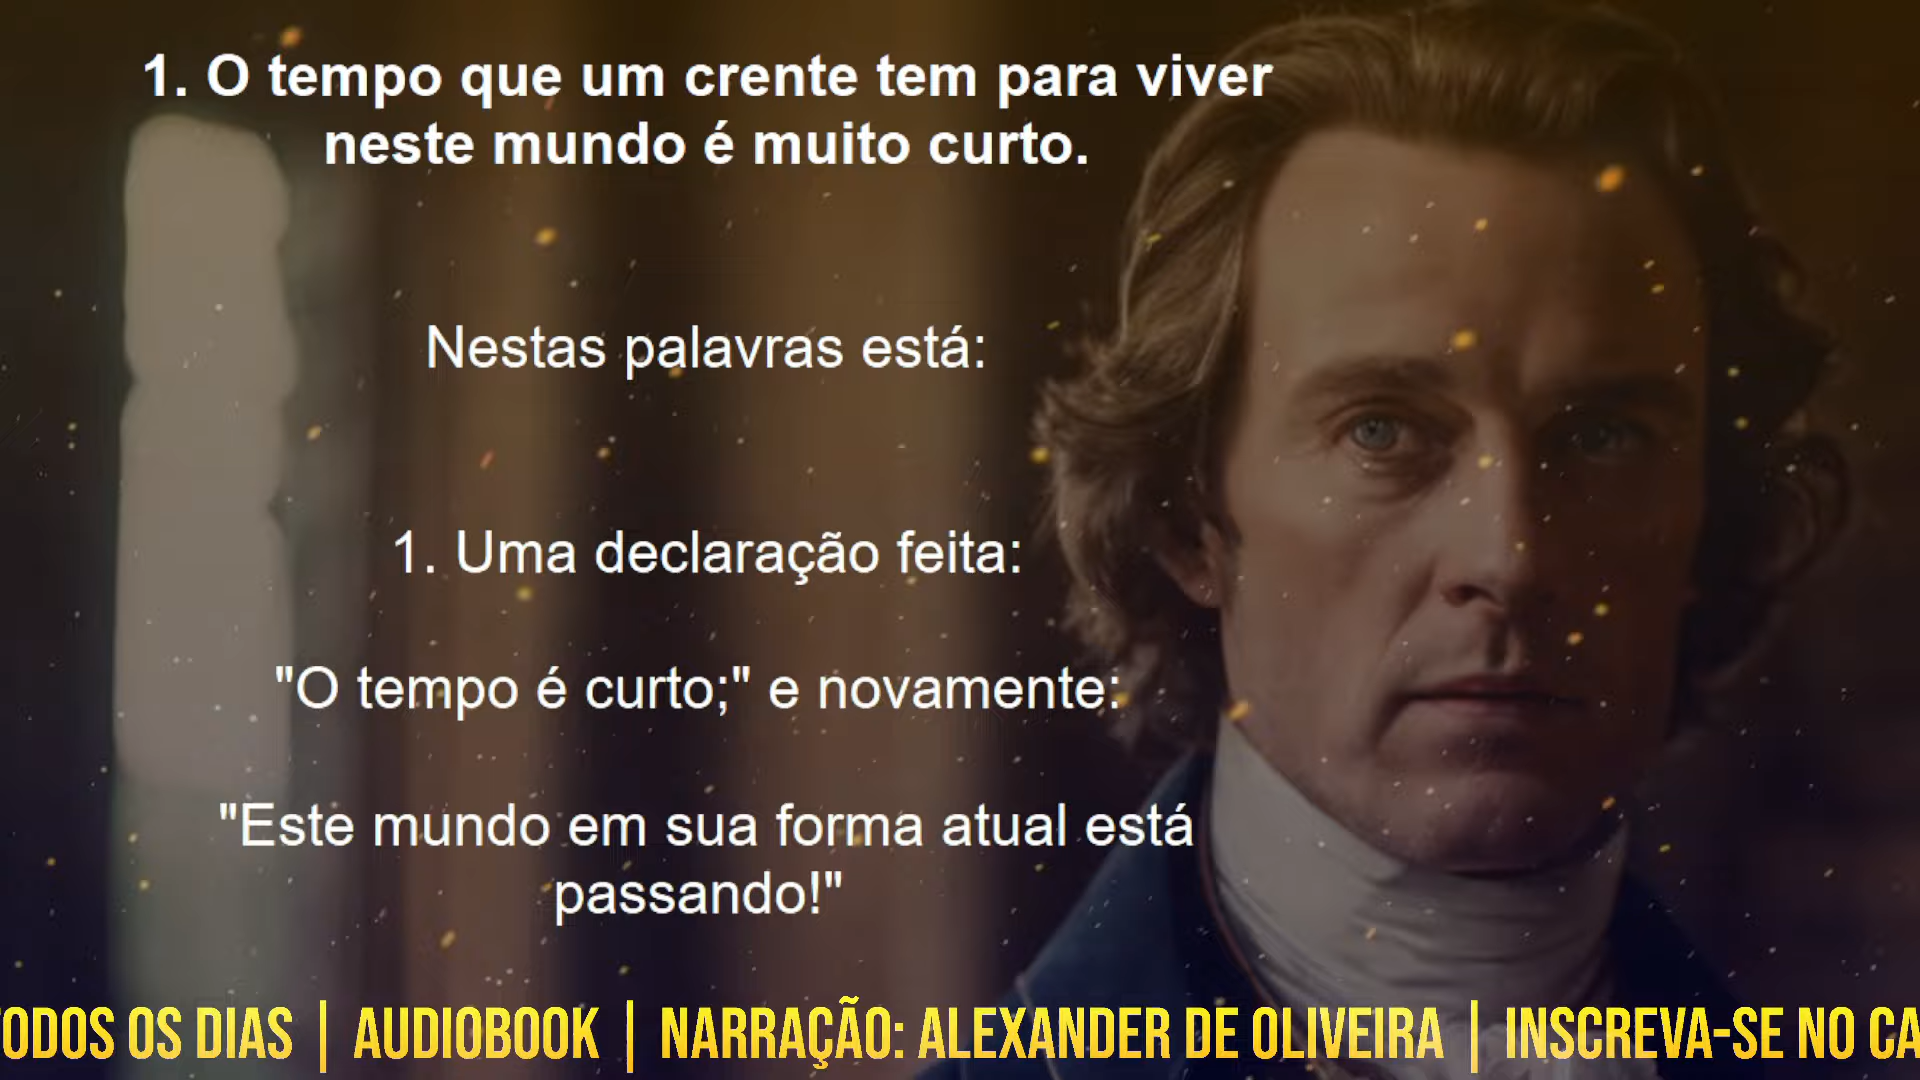 1. O tempo que um crente tem para viver
neste mundo é muito curto.
Nestas palavras está:
1. Uma declaração feita:
"O tempo é curto;" e novamente:
"Este mundo em sua forma atual está
passando!"
TODOS OS DIAS | AUDIOBOOK | NARRAÇÃO: ALEXANDER DE OLIVEIRA | INSCREVA-SE NO CA